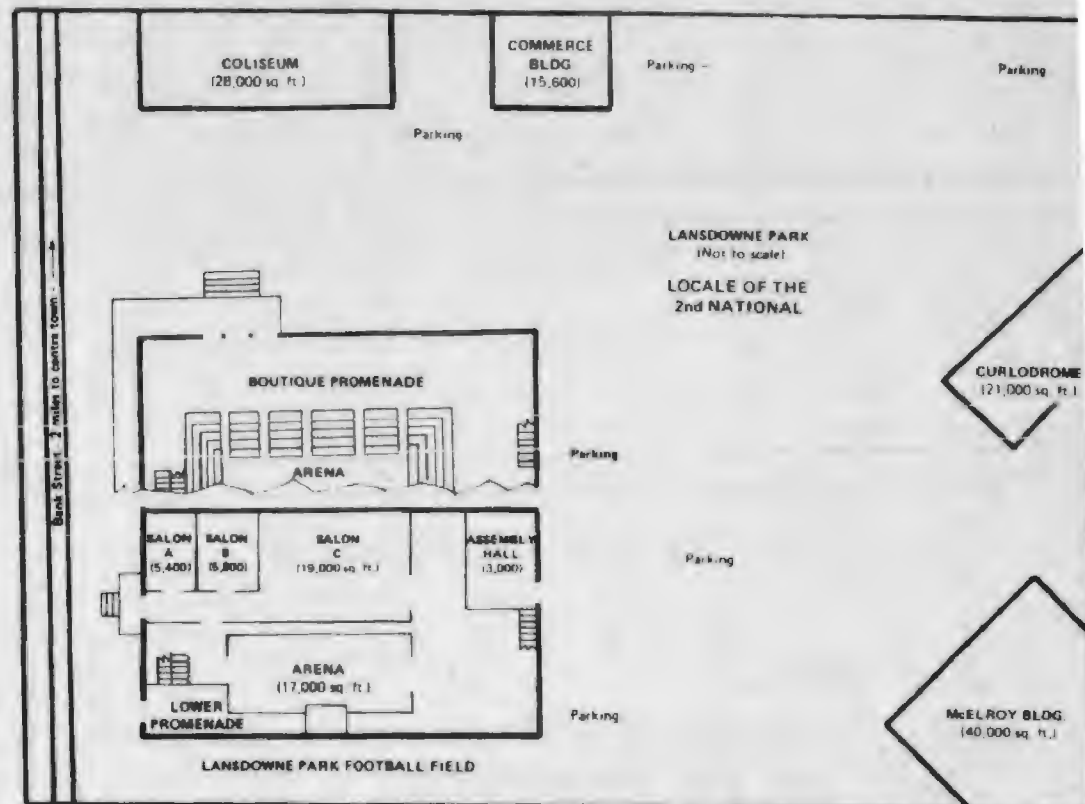 COLISEUM
(28,000 sq. ft.)
COMMERCE
BLDG
(15,600)
Parking -
Parking
Parking
LANSDOWNE PARK
(Not to scale)
LOCALE OF THE
2nd NATIONAL
Bank Street - 2 miles to centre town -
BOUTIQUE PROMENADE
ARENA
CURLODROME
(21,000 sq. ft.)
Parking
SALON
A
(5,400)
SALON
B
(5,800)
SALON
C
(19,000 sq. ft.)
ASSEMBLY
HALL
(3,000)
Parking
ARENA
(17,000 sq. ft.)
LOWER
PROMENADE
Parking
McELROY BLDG.
(40,000 sq. ft.)
LANSDOWNE PARK FOOTBALL FIELD